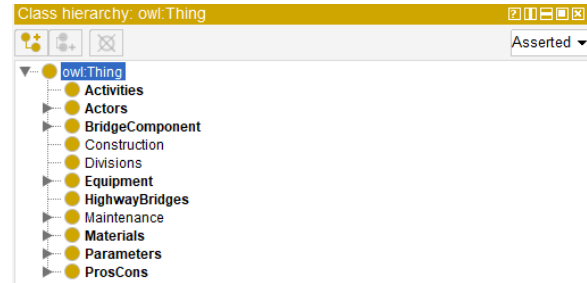 Class hierarchy: owl:Thing
Asserted
owl:Thing
Activities
Actors
BridgeComponent
Construction
Divisions
Equipment
HighwayBridges
Maintenance
Materials
Parameters
ProsCons